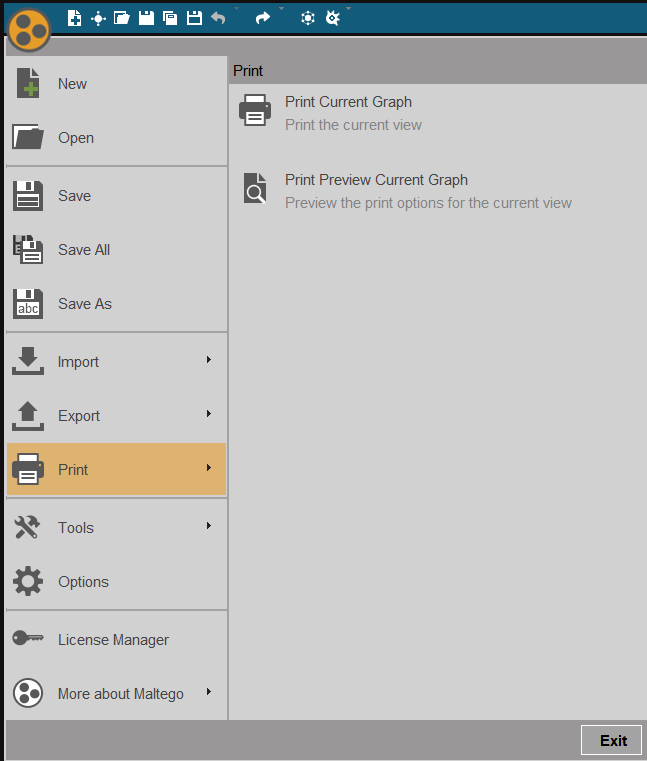 New
Open
Save
Save All
abc
Save As
Import
Export
Print
Tools
Options
License Manager
More about Maltego
Print
Print Current Graph
Print the current view
Print Preview Current Graph
Preview the print options for the current view
Exit